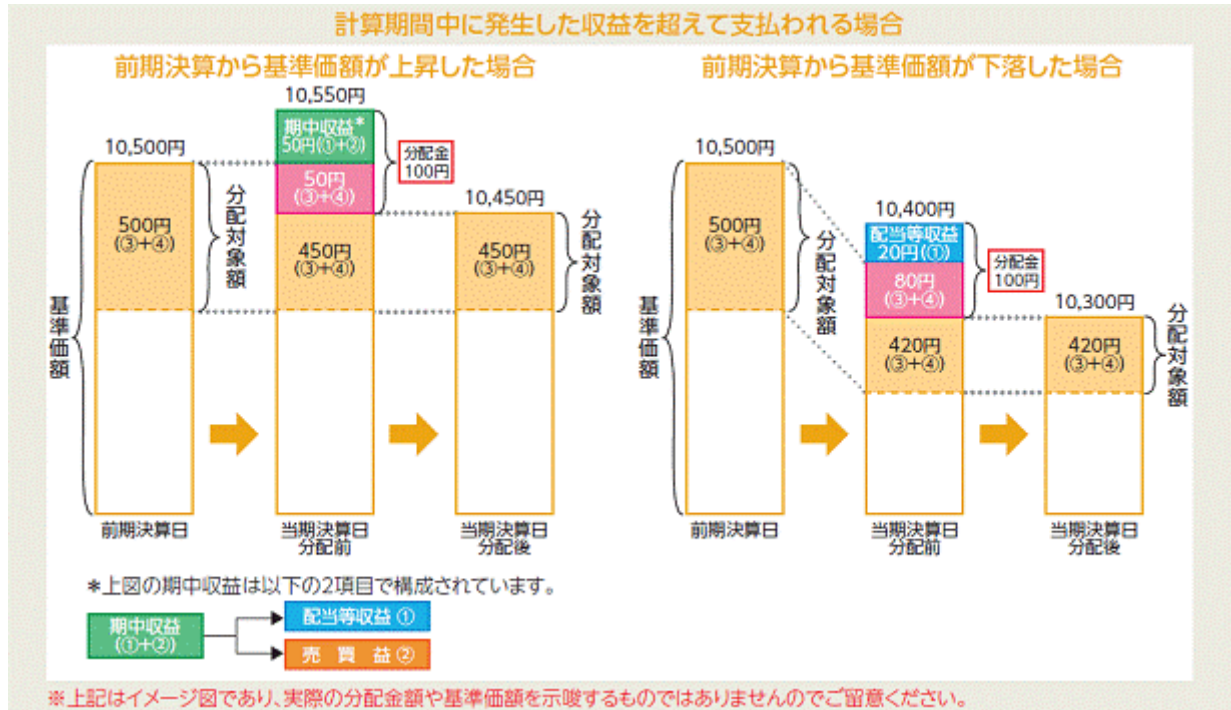 計算期間中に発生した収益を超えて支払われる場合
前期決算から基準価額が上昇した場合
10,550円
10,500円
期中収益*
50円(①+②)
分配金
100円
50円
(③+④)
10,450円
500円
(③+④)
分配対象額
450円
(③+④)
450円
(③+④)
分配対象額
基準価額
前期決算日
当期決算日
分配前
当期決算日
分配後
前期決算から基準価額が下落した場合
10,500円
10,400円
500円
(③+④)
分配対象額
配当等収益
20円(①)
分配金
100円
80円
(③+④)
10,300円
420円
(③+④)
420円
(③+④)
分配対象額
基準価額
前期決算日
当期決算日
分配前
当期決算日
分配後
*上図の期中収益は以下の2項目で構成されています。
期中収益
(①+②)
配当等収益 ①
売 買 益 ②
※上記はイメージ図であり、実際の分配金額や基準価額を示唆するものではありませんのでご留意ください。